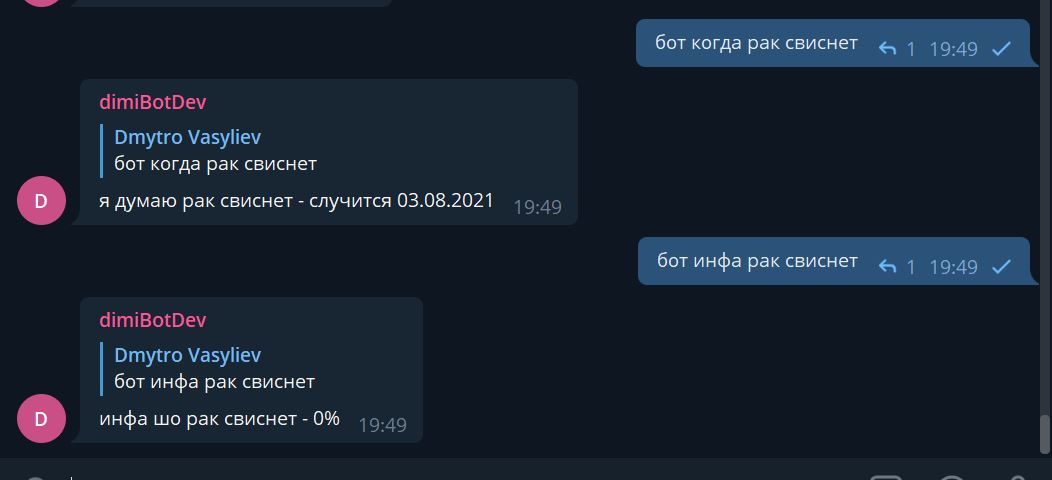 бот когда рак свиснет 1 19:49
dimiBotDev
Dmytro Vasyliev
бот когда рак свиснет
я думаю рак свиснет - случится 03.08.2021 19:49
D
бот инфа рак свиснет 1 19:49
dimiBotDev
Dmytro Vasyliev
бот инфа рак свиснет
инфа шо рак свиснет - 0% 19:49
D